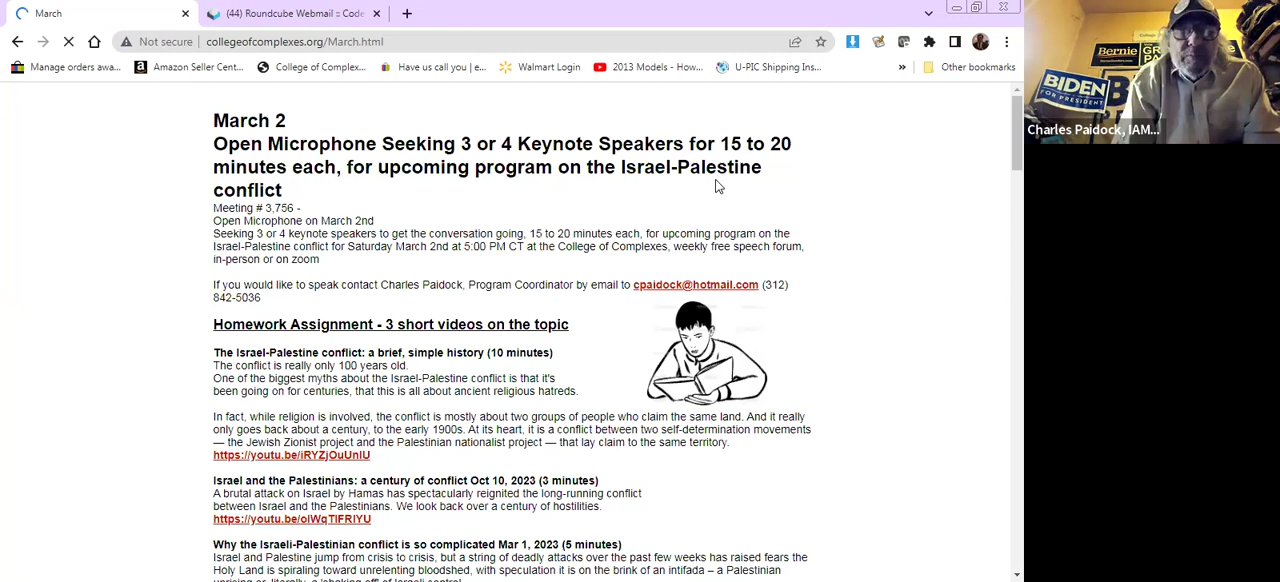 March
(44) Roundcube Webmail :: Code
Not secure | collegeofcomplexes.org/March.html
Manage orders awa... Amazon Seller Cent... College of Complex... all you | e... Walmart Login 2013 Models - How... U-PIC Shipping Ins... » Other bookmarks
March 2
Open Microphone Seeking 3 or 4 Keynote Speakers for 15 to 20
minutes each, for upcoming program on the Israel-Palestine
conflict
Meeting # 3,756 -
Open Microphone on March 2nd
Seeking 3 or 4 keynote speakers to get the conversation going, 15 to 20 minutes each, for upcoming program on the
Israel-Palestine conflict for Saturday March 2nd at 5:00 PM CT at the College of Complexes, weekly free speech forum,
in-person or on zoom
If you would like to speak contact Charles Paidock, Program Coordinator by email to cpaidock@hotmail.com (312)
842-5036
Homework Assignment - 3 short videos on the topic
The Israel-Palestine conflict: a brief, simple history (10 minutes)
The conflict is really only 100 years old.
One of the biggest myths about the Israel-Palestine conflict is that it's
been going on for centuries, that this is all about ancient religious hatreds.
In fact, while religion is involved, the conflict is mostly about two groups of people who claim the same land. And it really
only goes back about a century, to the early 1900s. At its heart, it is a conflict between two self-determination movements
— the Jewish Zionist project and the Palestinian nationalist project — that lay claim to the same territory.
https://youtu.be/iRYZjOuUnlU
Israel and the Palestinians: a century of conflict Oct 10, 2023 (3 minutes)
A brutal attack on Israel by Hamas has spectacularly reignited the long-running conflict
between Israel and the Palestinians. We look back over a century of hostilities.
https://youtu.be/oIWqTIFRIYU
Why the Israeli-Palestinian conflict is so complicated Mar 1, 2023 (5 minutes)
Israel and Palestine jump from crisis to crisis, but a string of deadly attacks over the past few weeks has raised fears the
Holy Land is spiraling toward unrelenting bloodshed, with speculation it is on the brink of an intifada – a Palestinian
uprising or, literally, a 'shaking off' of Israeli control.
Bernie
BIDEN
FOR PRESIDENT
Charles Paidock, IAM...